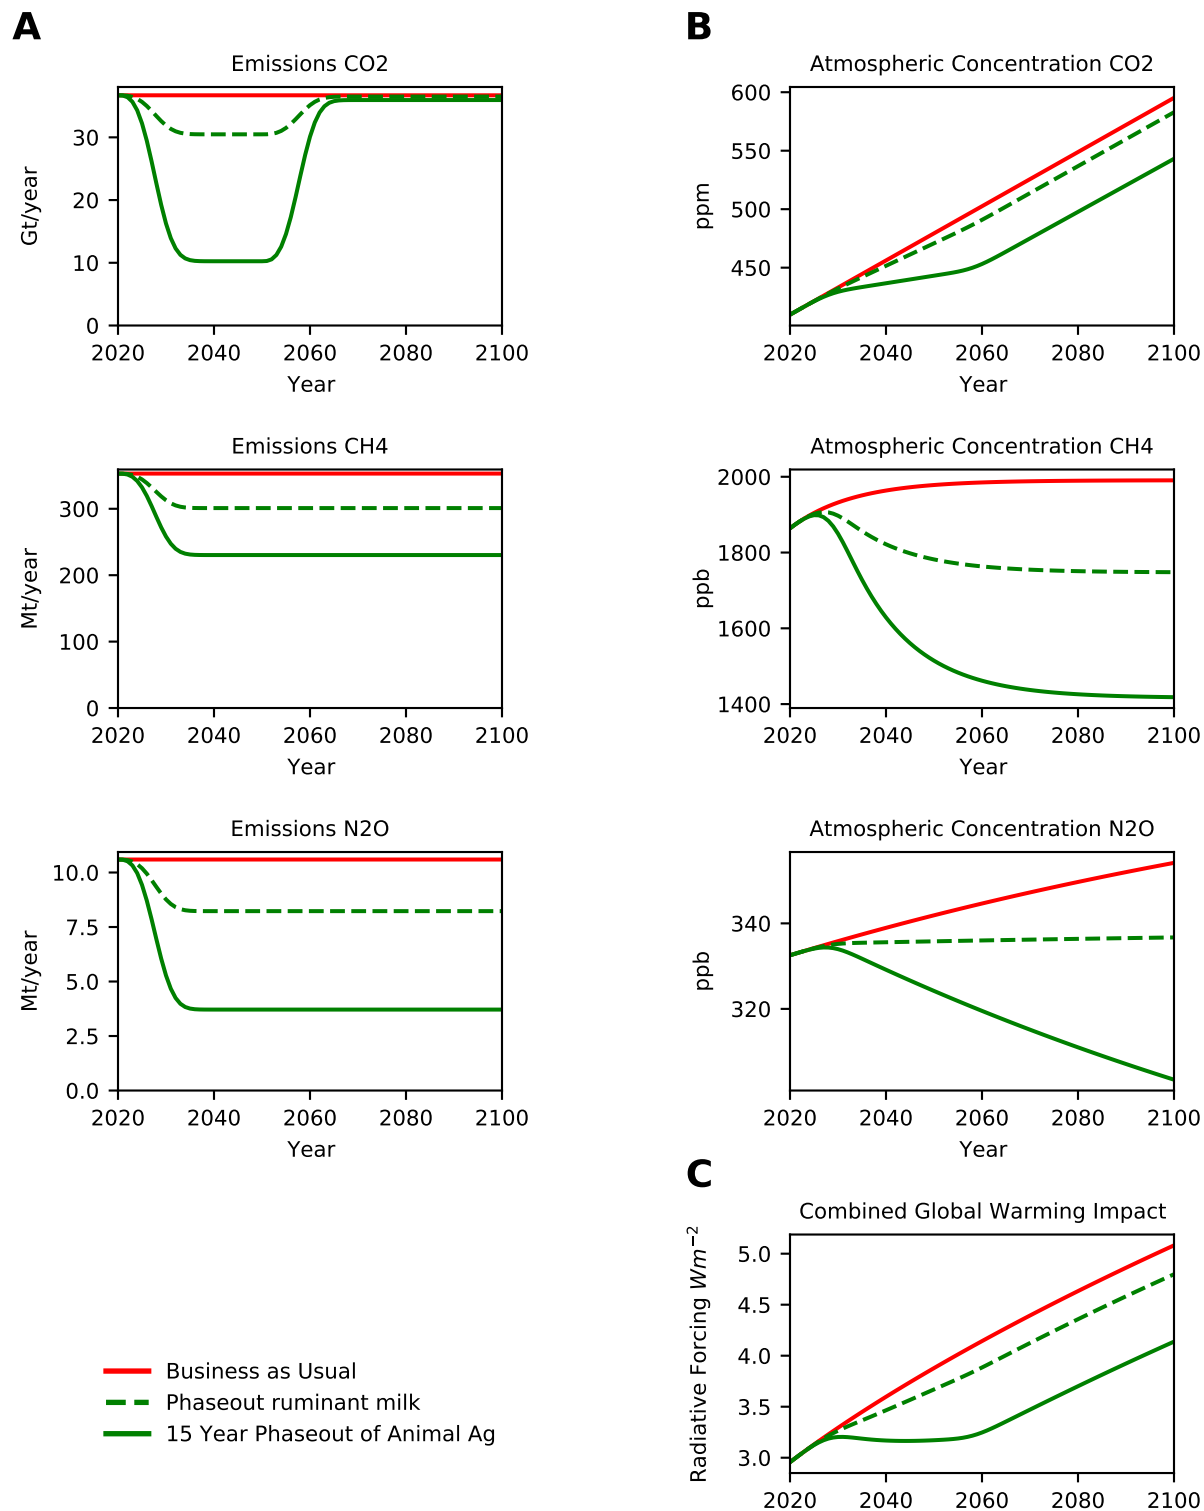 A
B
Emissions CO2
Gt/year
30
20
10
0
2020 2040 2060 2080 2100
Year
Atmospheric Concentration CO2
ppm
600
550
500
450
2020 2040 2060 2080 2100
Year
Emissions CH4
Mt/year
300
200
100
0
2020 2040 2060 2080 2100
Year
Atmospheric Concentration CH4
ppb
2000
1800
1600
1400
2020 2040 2060 2080 2100
Year
Emissions N2O
Mt/year
10.0
7.5
5.0
2.5
0.0
2020 2040 2060 2080 2100
Year
Atmospheric Concentration N2O
ppb
340
320
2020 2040 2060 2080 2100
Year
C
Combined Global Warming Impact
Radiative Forcing Wm⁻²
5.0
4.5
4.0
3.5
3.0
2020 2040 2060 2080 2100
Business as Usual
Phaseout ruminant milk
15 Year Phaseout of Animal Ag